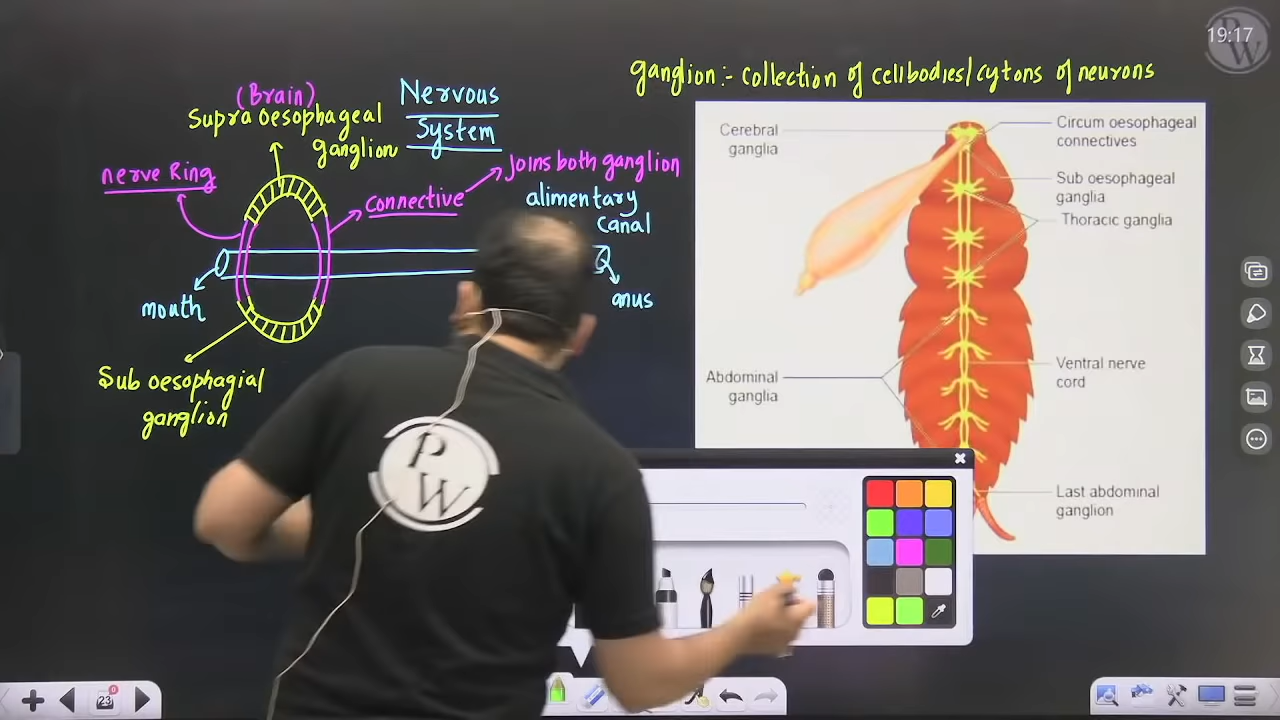 19:17
P
W
ganglion:- collection of cellbodies/cytons of neurons
(Brain)
Supra oesophageal
ganglion
Nervous
System
nerve Ring
connective
Joins both ganglion
alimentary
canal
mouth
anus
Sub oesophagial
ganglion
Cerebral
ganglia
Circum oesophageal
connectives
Sub oesophageal
ganglia
Thoracic ganglia
Abdominal
ganglia
Ventral nerve
cord
Last abdominal
ganglion
P
W
23